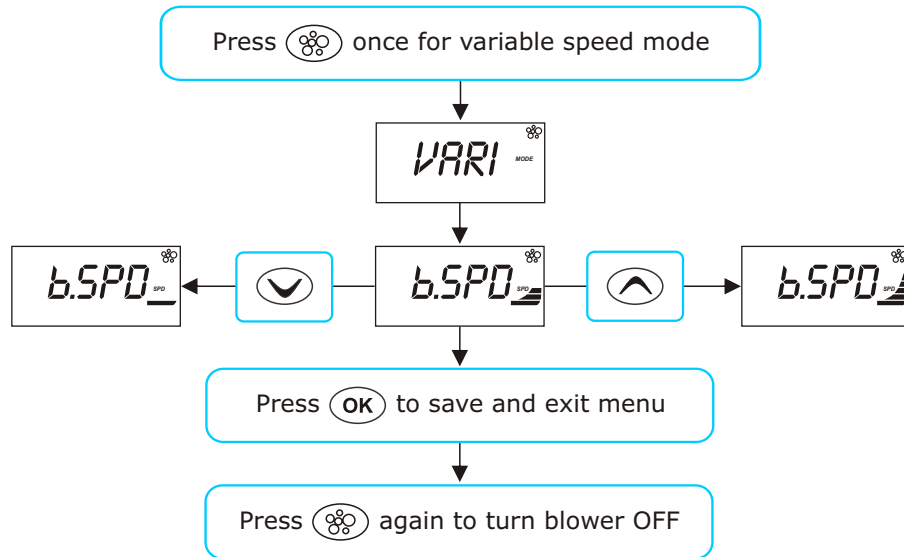 Press once for variable speed mode
VARI
MODE
b.SPD SPD
b.SPD SPD
b.SPD SPD
Press OK to save and exit menu
Press again to turn blower OFF